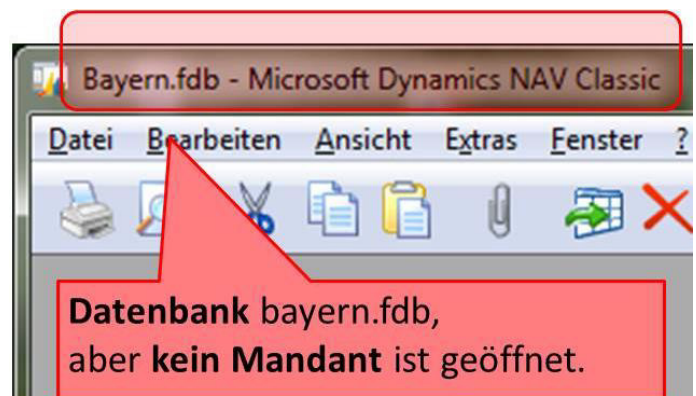 Bayern.fdb - Microsoft Dynamics NAV Classic
Datei Bearbeiten Ansicht Extras Fenster ?
Datenbank bayern.fdb,
aber kein Mandant ist geöffnet.